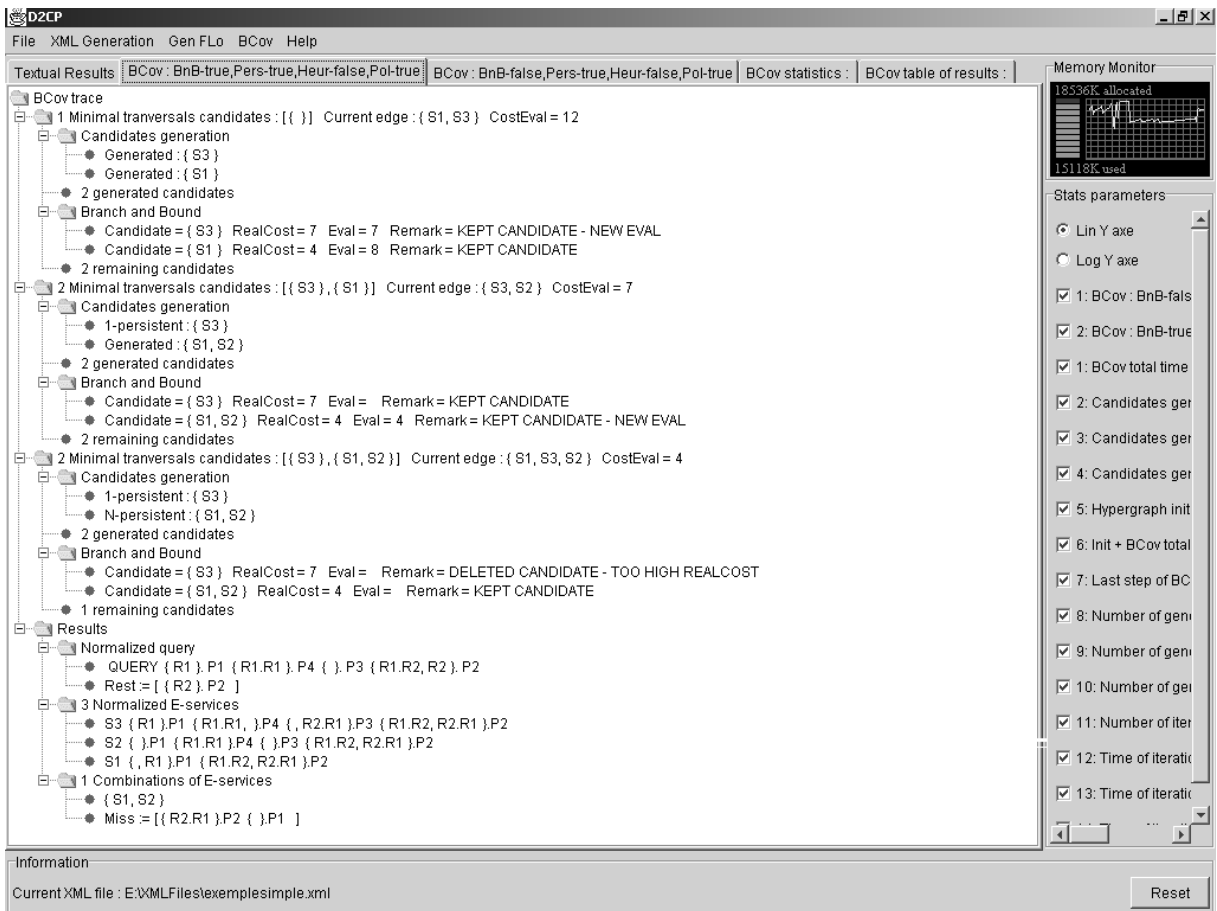 D2CP
File XML Generation Gen FLo BCov Help
Textual Results BCov : BnB-true,Pers-true,Heur-false,Pol-true BCov : BnB-false,Pers-true,Heur-false,Pol-true BCov statistics : BCov table of results :
BCov trace
1 Minimal tranversals candidates : [{ }] Current edge : { S1, S3 } CostEval = 12
Candidates generation
Generated : { S3 }
Generated : { S1 }
2 generated candidates
Branch and Bound
Candidate = { S3 } RealCost = 7 Eval = 7 Remark = KEPT CANDIDATE - NEW EVAL
Candidate = { S1 } RealCost = 4 Eval = 8 Remark = KEPT CANDIDATE
2 remaining candidates
2 Minimal tranversals candidates : [{ S3 } , { S1 }] Current edge : { S3, S2 } CostEval = 7
Candidates generation
1-persistent : { S3 }
Generated : { S1, S2 }
2 generated candidates
Branch and Bound
Candidate = { S3 } RealCost = 7 Eval = Remark = KEPT CANDIDATE
Candidate = { S1, S2 } RealCost = 4 Eval = 4 Remark = KEPT CANDIDATE - NEW EVAL
2 remaining candidates
2 Minimal tranversals candidates : [{ S3 } , { S1, S2 }] Current edge : { S1, S3, S2 } CostEval = 4
Candidates generation
1-persistent : { S3 }
N-persistent : { S1, S2 }
2 generated candidates
Branch and Bound
Candidate = { S3 } RealCost = 7 Eval = Remark = DELETED CANDIDATE - TOO HIGH REALCOST
Candidate = { S1, S2 } RealCost = 4 Eval = Remark = KEPT CANDIDATE
1 remaining candidates
Results
Normalized query
QUERY { R1 }. P1 { R1.R1 }. P4 { }. P3 { R1.R2, R2 }. P2
Rest := [ { R2 }. P2 ]
3 Normalized E-services
S3 { R1 }.P1 { R1.R1, }.P4 { , R2.R1 }.P3 { R1.R2, R2.R1 }.P2
S2 { }.P1 { R1.R1 }.P4 { }.P3 { R1.R2, R2.R1 }.P2
S1 { , R1 }.P1 { R1.R2, R2.R1 }.P2
1 Combinations of E-services
{ S1, S2 }
Miss := [{ R2.R1 }.P2 { }.P1 ]
Memory Monitor
18536K allocated
15118K used
Stats parameters
Lin Y axe
Log Y axe
1: BCov : BnB-fals
2: BCov : BnB-true
1: BCov total time
2: Candidates ger
3: Candidates ger
4: Candidates ger
5: Hypergraph init
6: Init + BCov total
7: Last step of BC
8: Number of gen
9: Number of gen
10: Number of ger
11: Number of iter
12: Time of iteratio
13: Time of iteratio
Information
Current XML file : E:\XMLFiles\exemplesimple.xml
Reset